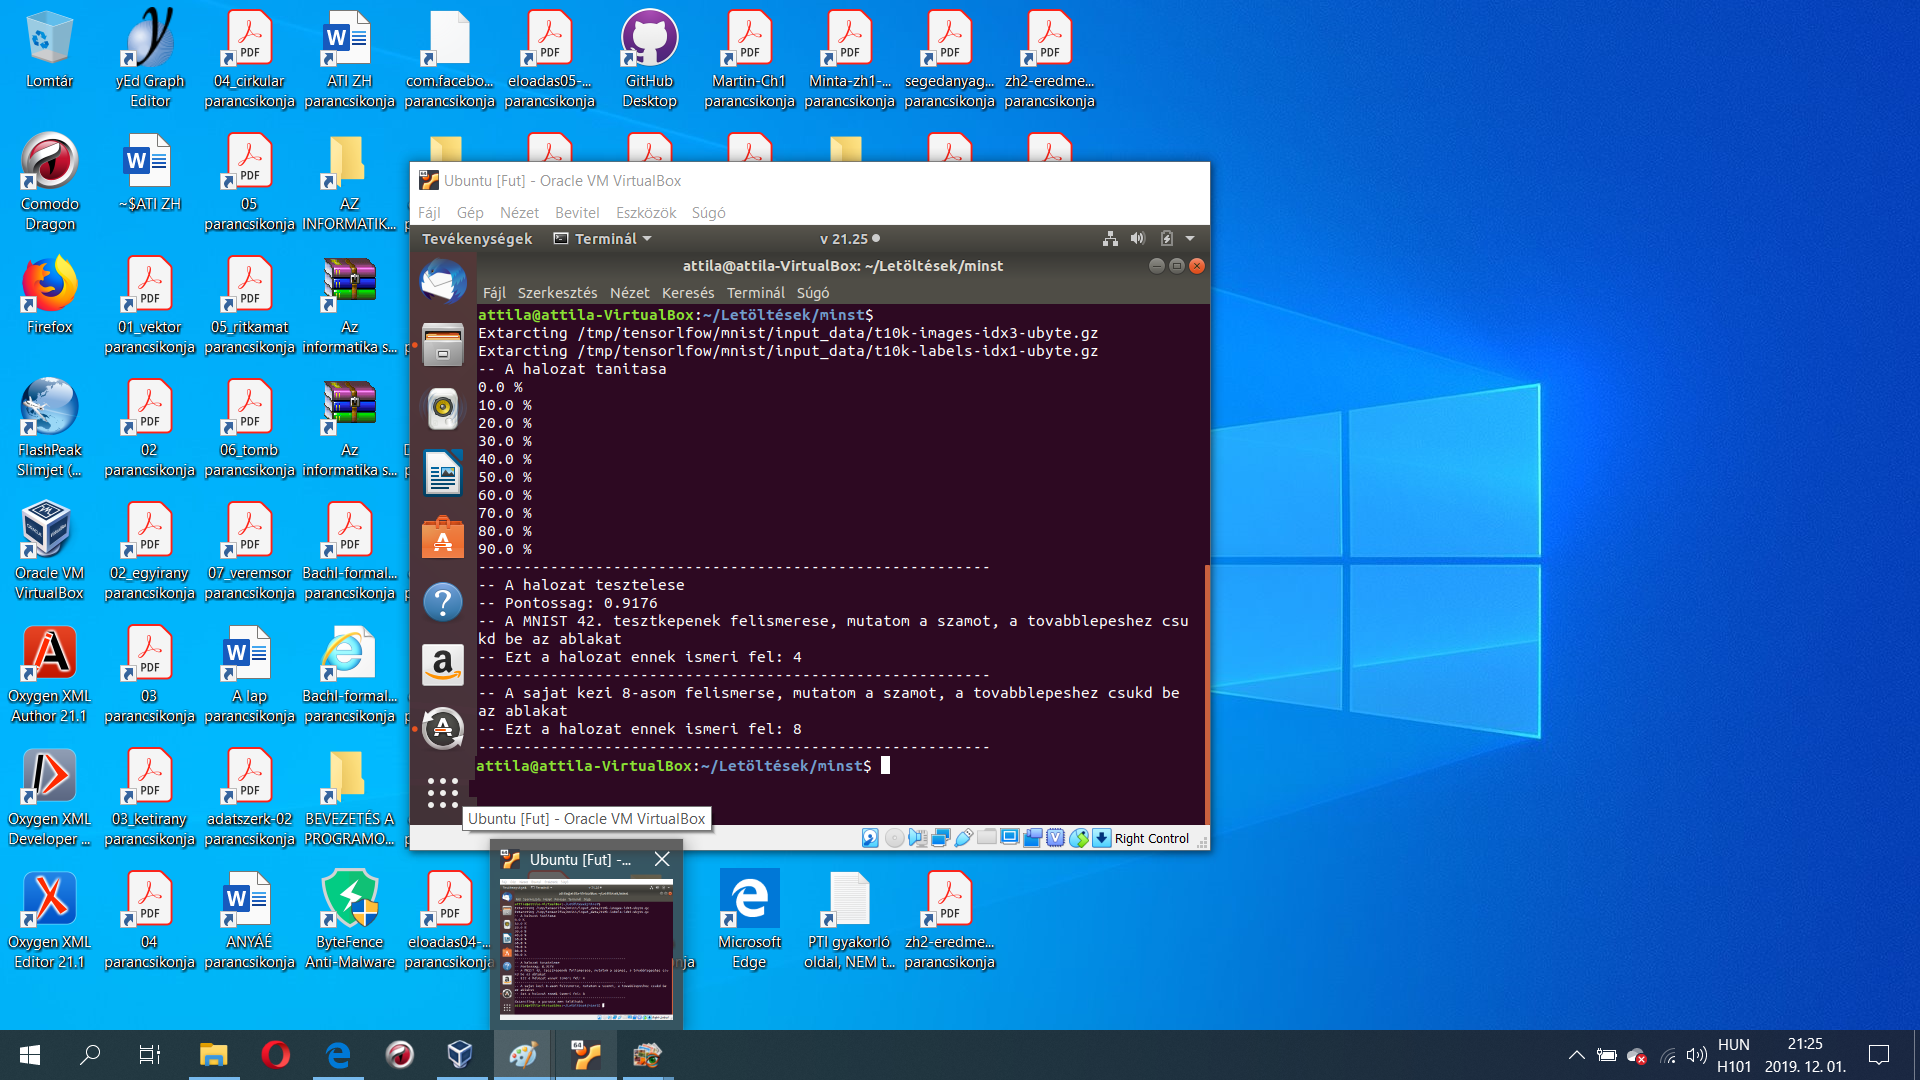 Lomtár
yEd Graph
Editor
04_cirkular
parancsikonja
ATI ZH
parancsikonja
com.facebo...
parancsikonja
eloadas05-...
parancsikonja
GitHub
Desktop
Martin-Ch1
parancsikonja
Minta-zh1-...
parancsikonja
segedanyag...
parancsikonja
zh2-eredme...
parancsikonja
Comodo
Dragon
~$ATI ZH
05
parancsikonja
AZ
INFORMATIK...
Firefox
01_vektor
parancsikonja
05_ritkamat
parancsikonja
Az
informatika s...
FlashPeak
Slimjet (...
02
parancsikonja
06_tomb
parancsikonja
Az
informatika s...
Oracle VM
VirtualBox
02_egyirany
parancsikonja
07_veremsor
parancsikonja
Bachl-formal...
parancsikonja
Oxygen XML
Author 21.1
03
parancsikonja
A lap
parancsikonja
Bachl-formal...
parancsikonja
Oxygen XML
Developer ...
03_ketirany
parancsikonja
adatszerk-02
parancsikonja
BEVEZETÉS A
PROGRAMO...
Oxygen XML
Editor 21.1
04
parancsikonja
ANYÁÉ
parancsikonja
ByteFence
Anti-Malware
eloadas04-...
parancsikonja
Microsoft
Edge
PTI gyakorló
oldal, NEM t...
zh2-eredme...
parancsikonja
Ubuntu [Fut] - Oracle VM VirtualBox
Fájl Gép Nézet Bevitel Eszközök Súgó
Tevékenységek Terminál v 21.25
attila@attila-VirtualBox: ~/Letöltések/minst
Fájl Szerkesztés Nézet Keresés Terminál Súgó
attila@attila-VirtualBox:~/Letöltések/minst$
Extarcting /tmp/tensorlfow/mnist/input_data/t10k-images-idx3-ubyte.gz
Extarcting /tmp/tensorlfow/mnist/input_data/t10k-labels-idx1-ubyte.gz
-- A halozat tanitasa
0.0 %
10.0 %
20.0 %
30.0 %
40.0 %
50.0 %
60.0 %
70.0 %
80.0 %
90.0 %
---------------------------------------------------------
-- A halozat tesztelese
-- Pontossag: 0.9176
-- A MNIST 42. tesztkepenek felismerese, mutatom a szamot, a tovabblepeshez csu
kd be az ablakat
-- Ezt a halozat ennek ismeri fel: 4
---------------------------------------------------------
-- A sajat kezi 8-asom felismerse, mutatom a szamot, a tovabblepeshez csukd be
az ablakat
-- Ezt a halozat ennek ismeri fel: 8
---------------------------------------------------------
attila@attila-VirtualBox:~/Letöltések/minst$
Ubuntu [Fut] - Oracle VM VirtualBox
Right Control
Ubuntu [Fut] -...
HUN
H101
21:25
2019. 12. 01.